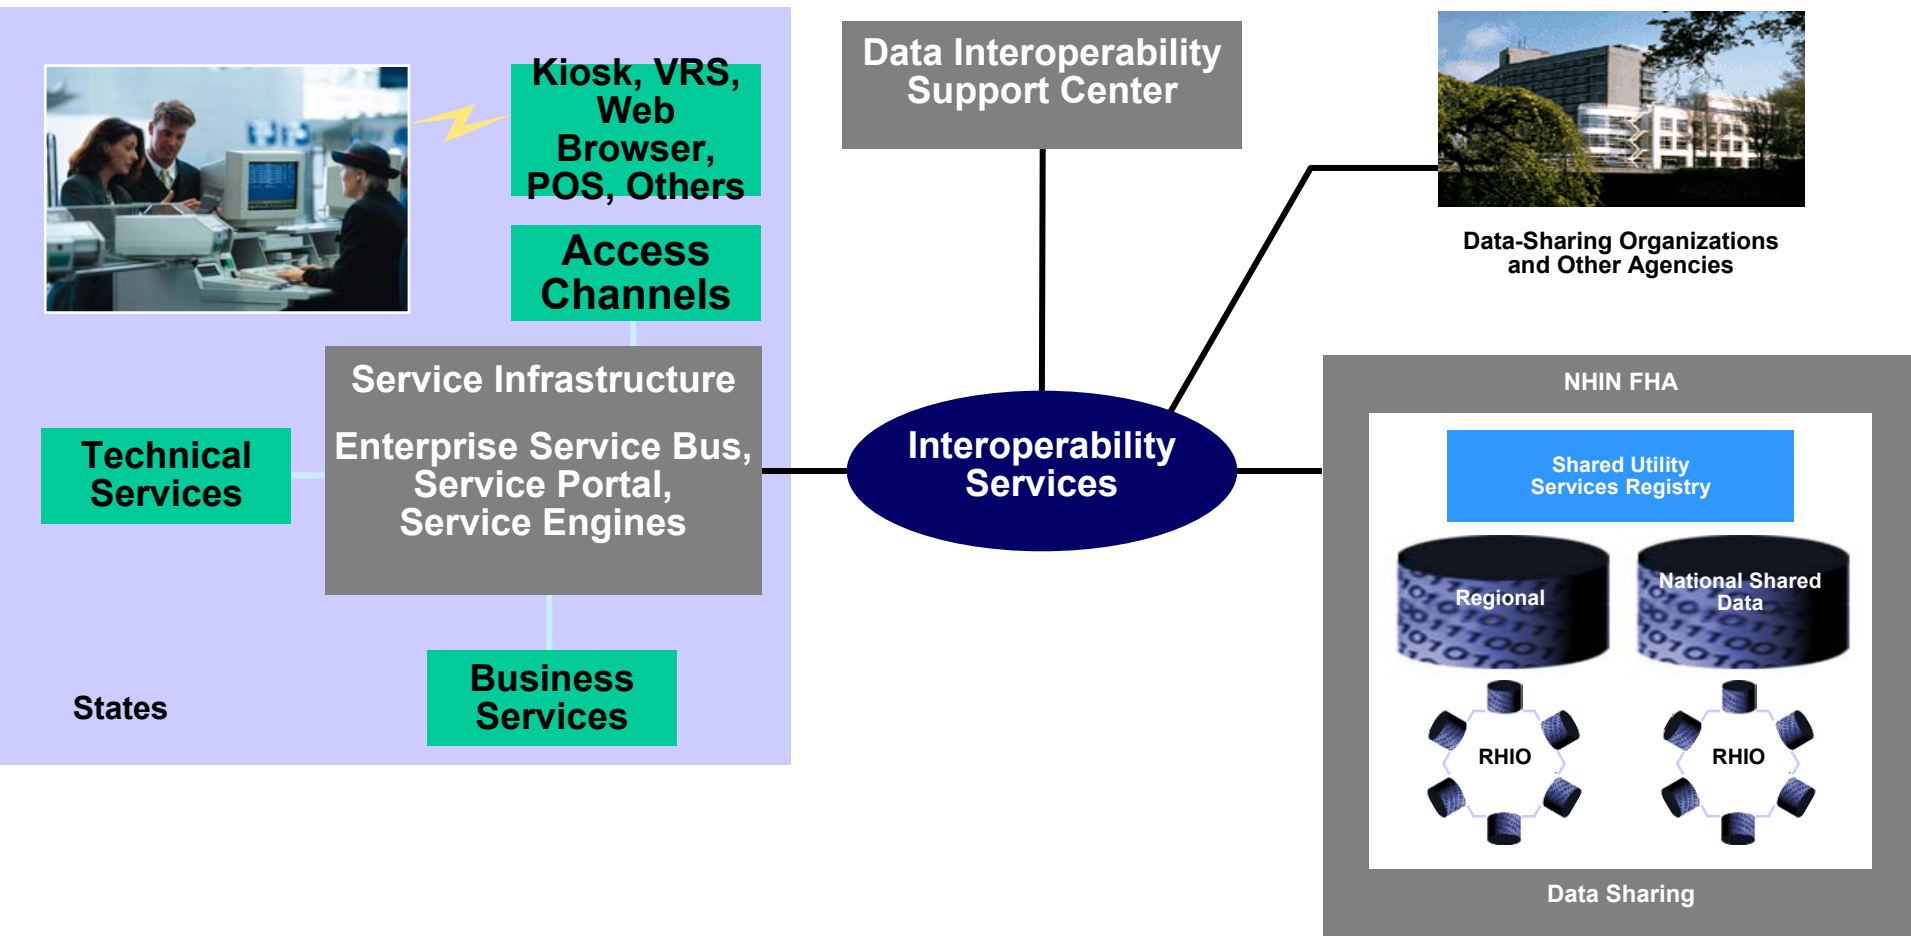 Kiosk, VRS,
Web
Browser,
POS, Others
Access
Channels
Service Infrastructure
Enterprise Service Bus,
Service Portal,
Service Engines
Technical
Services
Business
Services
States
Data Interoperability
Support Center
Interoperability
Services
Data-Sharing Organizations
and Other Agencies
NHIN FHA
Shared Utility
Services Registry
Regional
National Shared
Data
RHIO
RHIO
Data Sharing